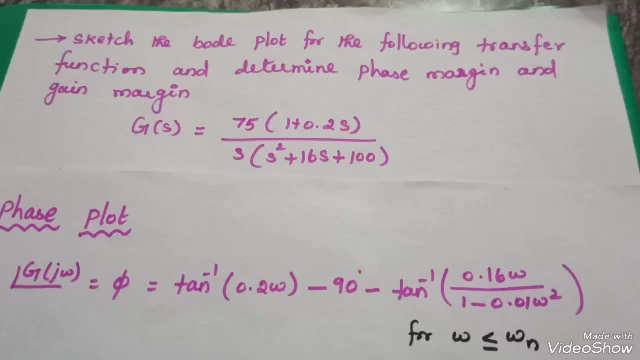 → Sketch the bode plot for the following transfer
function and determine phase margin and
gain margin
G(s) = 75(1+0.2s) / s(s²+16s+100)
Phase Plot
∠G(jω) = ϕ = tan⁻¹(0.2ω) − 90° − tan⁻¹(0.16ω / 1−0.01ω²)
for ω ≤ ωn
Made with
VideoShow